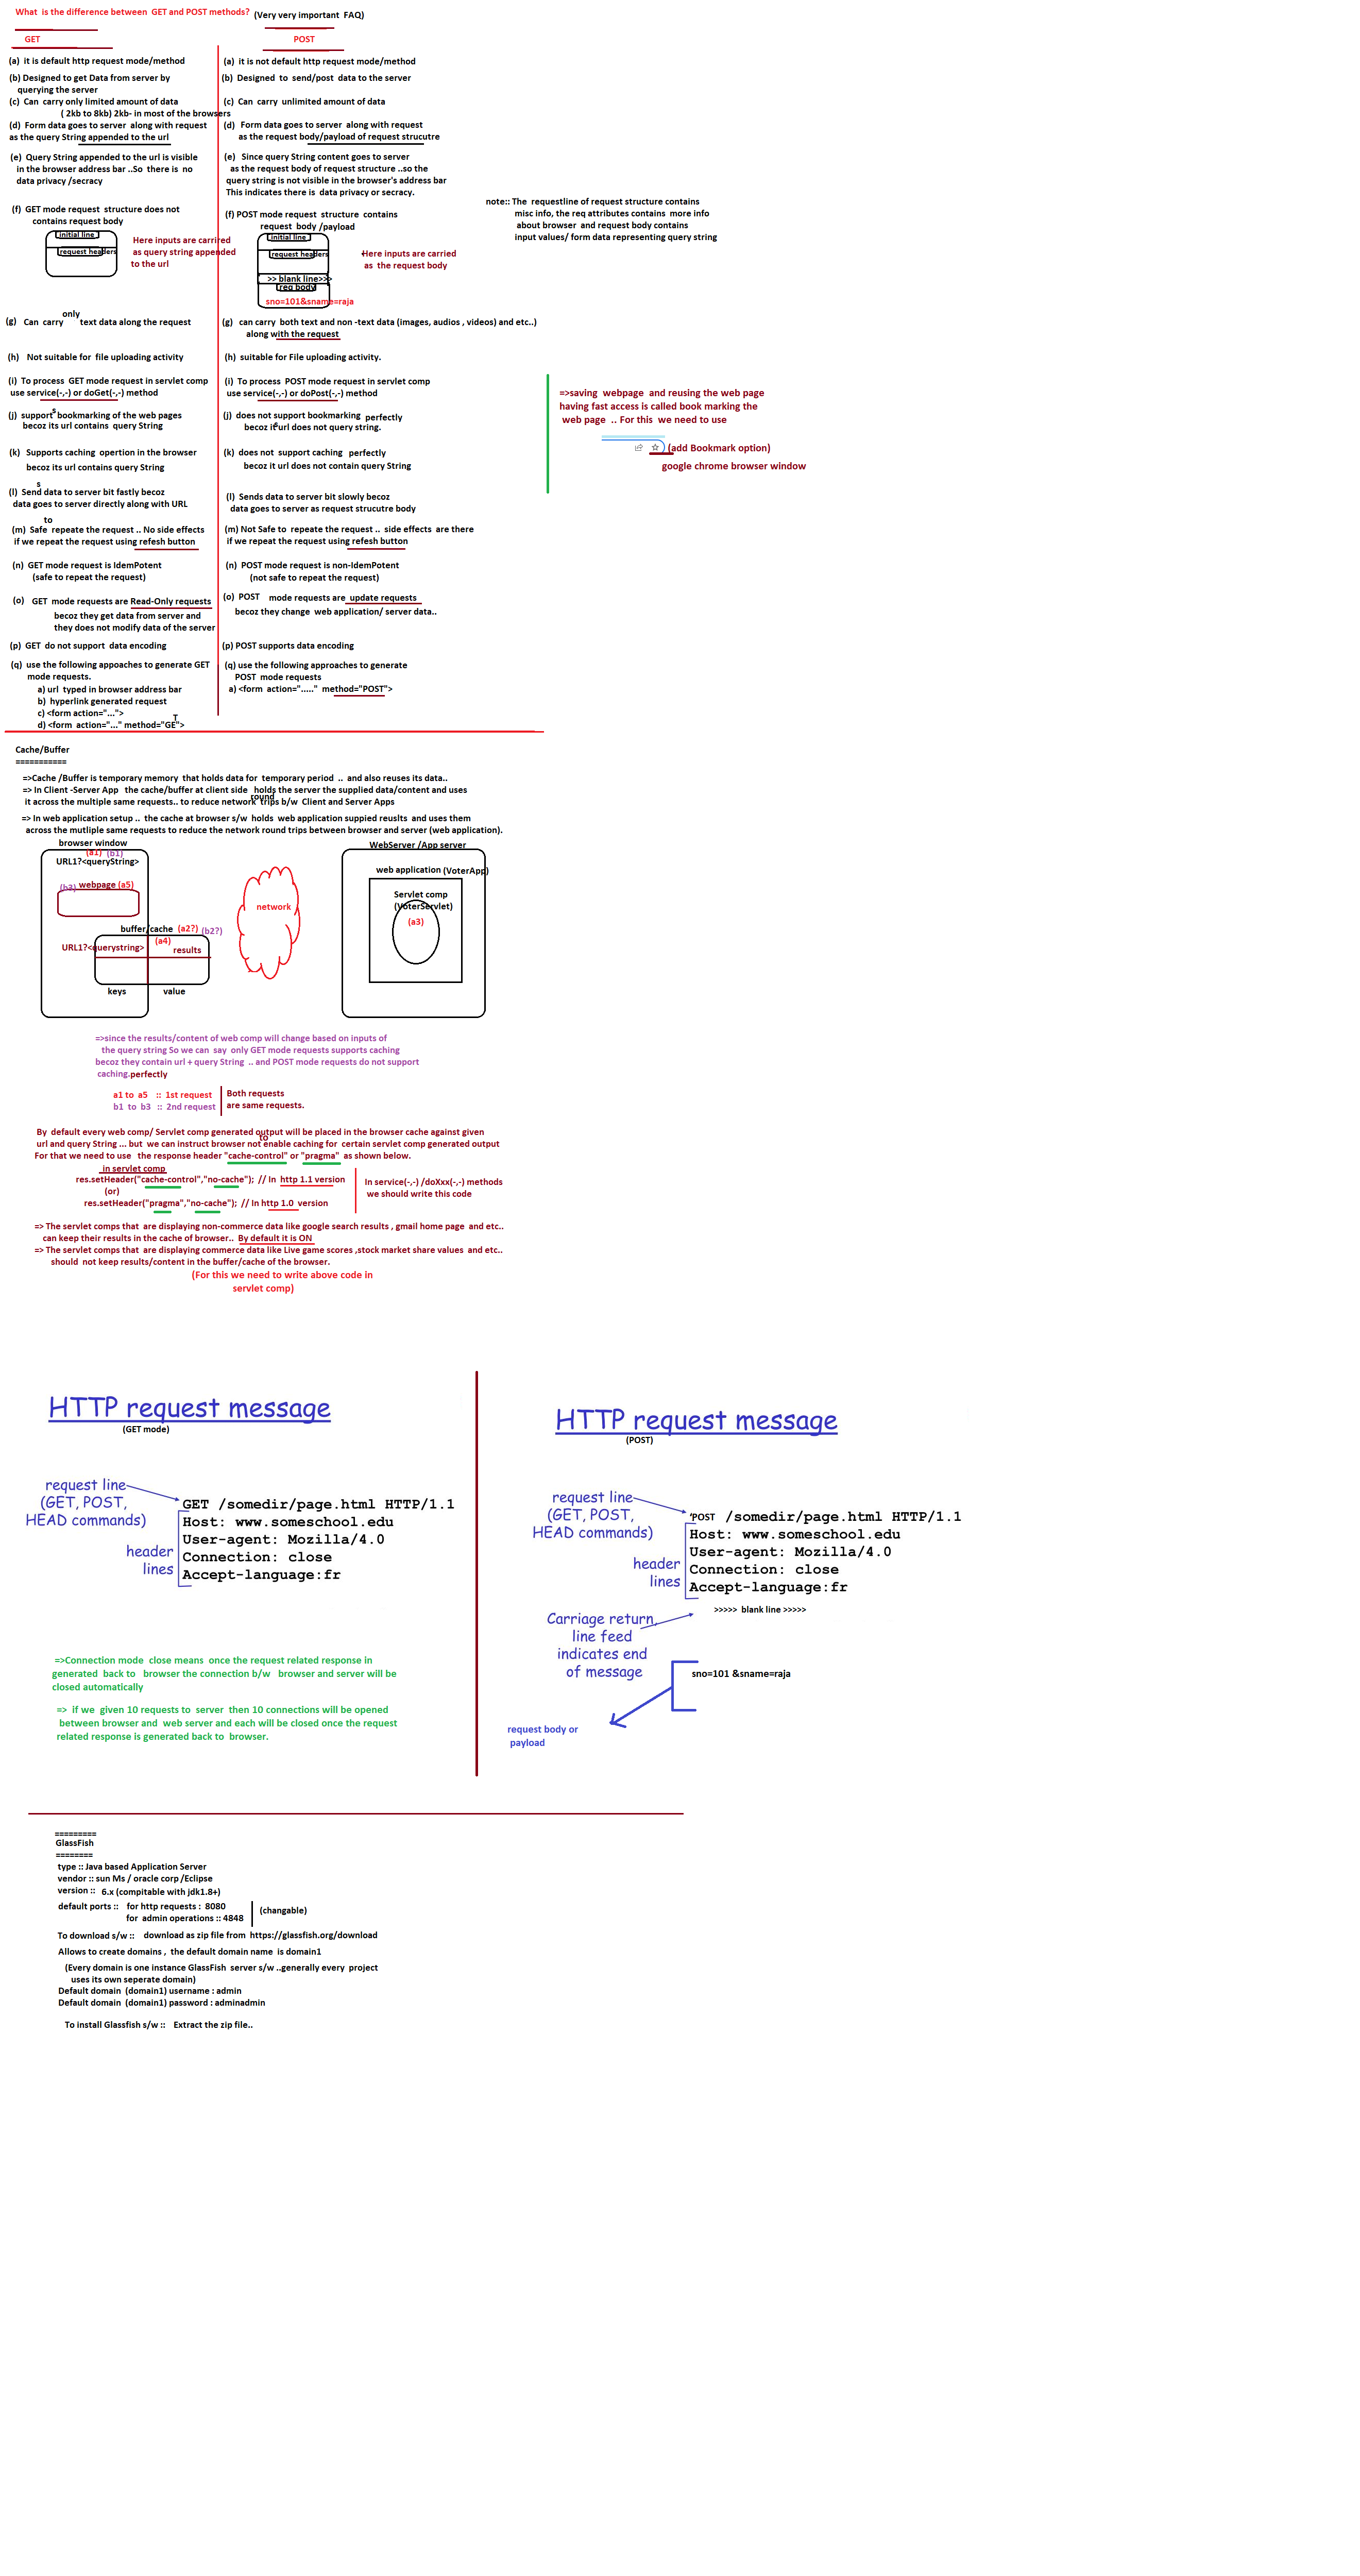 What is the difference between GET and POST methods? (Very very important FAQ)
GET
(a) it is default http request mode/method
(b) Designed to get Data from server by
querying the server
(c) Can carry only limited amount of data
( 2kb to 8kb) 2kb- in most of the browsers
(d) Form data goes to server along with request
as the query String appended to the url
(e) Query String appended to the url is visible
in the browser address bar ..So there is no
data privacy /secracy
(f) GET mode request structure does not
contains request body
initial line
request headers
Here inputs are carrired
as query string appended
to the url
only
(g) Can carry text data along the request
(h) Not suitable for file uploading activity
(i) To process GET mode request in servlet comp
use service(-,-) or doGet(-,-) method
(j) supports bookmarking of the web pages
becoz its url contains query String
(k) Supports caching opertion in the browser
becoz its url contains query String
s
(l) Send data to server bit fastly becoz
data goes to server directly along with URL
to
(m) Safe repeate the request .. No side effects
if we repeat the request using refesh button
(n) GET mode request is IdemPotent
(safe to repeat the request)
(o) GET mode requests are Read-Only requests
becoz they get data from server and
they does not modify data of the server
(p) GET do not support data encoding
(q) use the following appoaches to generate GET
mode requests.
a) url typed in browser address bar
b) hyperlink generated request
c) <form action="...">
T
d) <form action="..." method="GE">
POST
(a) it is not default http request mode/method
(b) Designed to send/post data to the server
(c) Can carry unlimited amount of data
(d) Form data goes to server along with request
as the request body/payload of request strucutre
(e) Since query String content goes to server
as the request body of request structure ..so the
query string is not visible in the browser's address bar
This indicates there is data privacy or secracy.
(f) POST mode request structure contains
request body /payload
initial line
request headers
>> blank line>>>
req body
sno=101&sname=raja
Here inputs are carried
as the request body
(g) can carry both text and non -text data (images, audios , videos) and etc..)
along with the request
(h) suitable for File uploading activity.
(i) To process POST mode request in servlet comp
use service(-,-) or doPost(-,-) method
(j) does not support bookmarking perfectly
becoz its url does not query string.
(k) does not support caching perfectly
becoz it url does not contain query String
(l) Sends data to server bit slowly becoz
data goes to server as request strucutre body
(m) Not Safe to repeate the request .. side effects are there
if we repeat the request using refesh button
(n) POST mode request is non-IdemPotent
(not safe to repeat the request)
(o) POST mode requests are update requests
becoz they change web application/ server data..
(p) POST supports data encoding
(q) use the following approaches to generate
POST mode requests
a) <form action="....." method="POST">
note:: The requestline of request structure contains
misc info, the req attributes contains more info
about browser and request body contains
input values/ form data representing query string
=>saving webpage and reusing the web page
having fast access is called book marking the
web page .. For this we need to use
(add Bookmark option)
google chrome browser window
Cache/Buffer
===========
=>Cache /Buffer is temporary memory that holds data for temporary period .. and also reuses its data..
=> In Client -Server App the cache/buffer at client side holds the server the supplied data/content and uses
round
it across the multiple same requests.. to reduce network trips b/w Client and Server Apps
=> In web application setup .. the cache at browser s/w holds web application suppied reuslts and uses them
across the mutliple same requests to reduce the network round trips between browser and server (web application).
browser window
(a1) (b1)
URL1?<queryString>
(b3) webpage (a5)
buffer/cache (a2?) (b2?)
(a4)
URL1?<querystring> results
keys value
network
WebServer /App server
web application (VoterApp)
Servlet comp
(VoterServlet)
(a3)
=>since the results/content of web comp will change based on inputs of
the query string So we can say only GET mode requests supports caching
becoz they contain url + query String .. and POST mode requests do not support
caching.perfectly
a1 to a5 :: 1st request
b1 to b3 :: 2nd request
Both requests
are same requests.
By default every web comp/ Servlet comp generated output will be placed in the browser cache against given
to
url and query String ... but we can instruct browser not enable caching for certain servlet comp generated output
For that we need to use the response header "cache-control" or "pragma" as shown below.
in servlet comp
res.setHeader("cache-control","no-cache"); // In http 1.1 version
(or)
res.setHeader("pragma","no-cache"); // In http 1.0 version
In service(-,-) /doXxx(-,-) methods
we should write this code
=> The servlet comps that are displaying non-commerce data like google search results , gmail home page and etc..
can keep their results in the cache of browser.. By default it is ON
=> The servlet comps that are displaying commerce data like Live game scores ,stock market share values and etc..
should not keep results/content in the buffer/cache of the browser.
(For this we need to write above code in
servlet comp)
HTTP request message
(GET mode)
request line
(GET, POST,
HEAD commands)
header
lines
GET /somedir/page.html HTTP/1.1
Host: www.someschool.edu
User-agent: Mozilla/4.0
Connection: close
Accept-language:fr
=>Connection mode close means once the request related response in
generated back to browser the connection b/w browser and server will be
closed automatically
=> if we given 10 requests to server then 10 connections will be opened
between browser and web server and each will be closed once the request
related response is generated back to browser.
HTTP request message
(POST)
request line
(GET, POST,
HEAD commands)
header
lines
POST /somedir/page.html HTTP/1.1
Host: www.someschool.edu
User-agent: Mozilla/4.0
Connection: close
Accept-language:fr
>>>>> blank line >>>>>
Carriage return,
line feed
indicates end
of message
sno=101 &sname=raja
request body or
payload
=========
GlassFish
========
type :: Java based Application Server
vendor :: sun Ms / oracle corp /Eclipse
version :: 6.x (compitable with jdk1.8+)
default ports :: for http requests : 8080
for admin operations :: 4848
(changable)
To download s/w :: download as zip file from https://glassfish.org/download
Allows to create domains , the default domain name is domain1
(Every domain is one instance GlassFish server s/w ..generally every project
uses its own seperate domain)
Default domain (domain1) username : admin
Default domain (domain1) password : adminadmin
To install Glassfish s/w :: Extract the zip file..